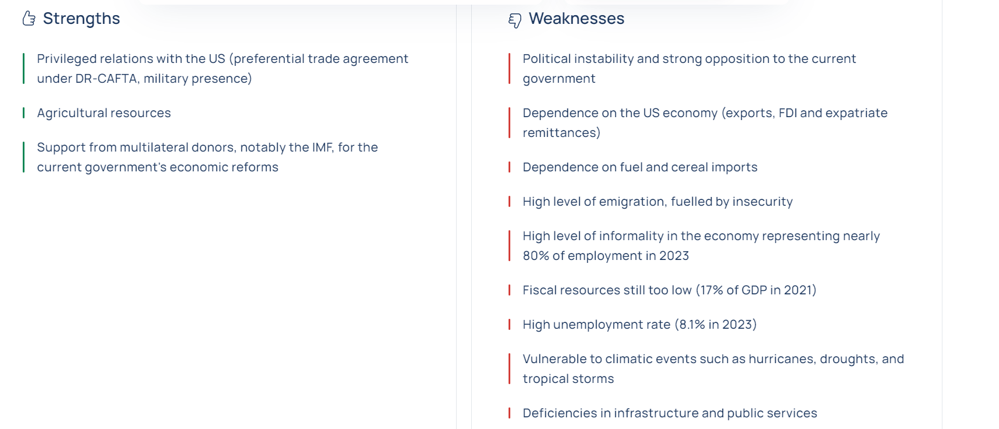 Strengths
Privileged relations with the US (preferential trade agreement
under DR-CAFTA, military presence)
Agricultural resources
Support from multilateral donors, notably the IMF, for the
current government's economic reforms
Weaknesses
Political instability and strong opposition to the current
government
Dependence on the US economy (exports, FDI and expatriate
remittances)
Dependence on fuel and cereal imports
High level of emigration, fuelled by insecurity
High level of informality in the economy representing nearly
80% of employment in 2023
Fiscal resources still too low (17% of GDP in 2021)
High unemployment rate (8.1% in 2023)
Vulnerable to climatic events such as hurricanes, droughts, and
tropical storms
Deficiencies in infrastructure and public services